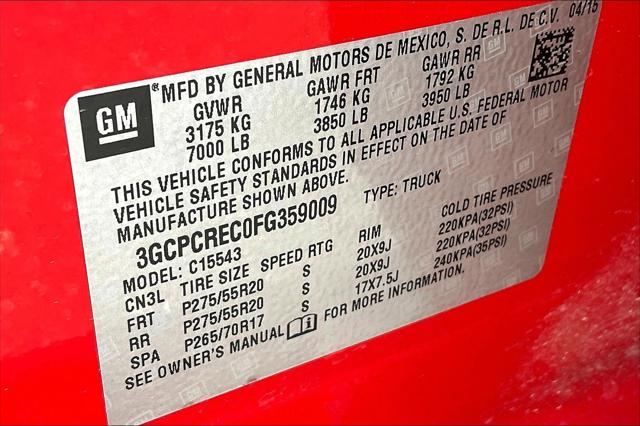 GM
®MFD BY GENERAL MOTORS DE MEXICO, S. DE R.L. DE C.V. 04/15
GVWR GAWR FRT GAWR RR
3175 KG 1746 KG 1792 KG
7000 LB 3850 LB 3950 LB
THIS VEHICLE CONFORMS TO ALL APPLICABLE U.S. FEDERAL MOTOR
VEHICLE SAFETY STANDARDS IN EFFECT ON THE DATE OF
MANUFACTURE SHOWN ABOVE.
3GCPCREC0FG359009 TYPE: TRUCK
MODEL: C15543
CN3L TIRE SIZE SPEED RTG RIM COLD TIRE PRESSURE
FRT P275/55R20 S 20X9J 220KPA(32PSI)
RR P275/55R20 S 20X9J 220KPA(32PSI)
SPA P265/70R17 S 17X7.5J 240KPA(35PSI)
SEE OWNER'S MANUAL FOR MORE INFORMATION.